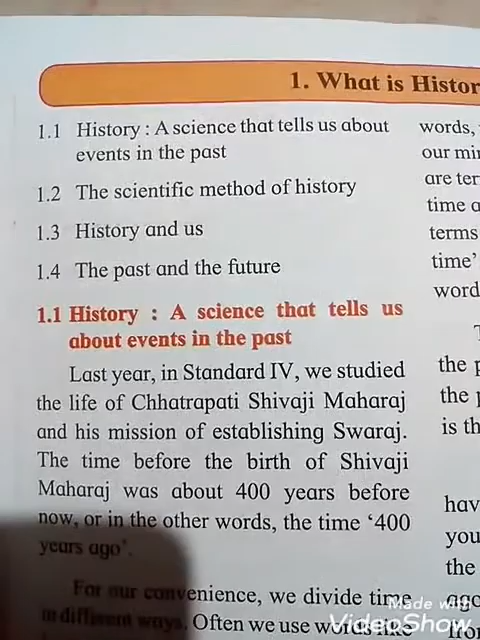 1. What is Histor
1.1 History : A science that tells us about
events in the past
1.2 The scientific method of history
1.3 History and us
1.4 The past and the future
1.1 History : A science that tells us
about events in the past
Last year, in Standard IV, we studied
the life of Chhatrapati Shivaji Maharaj
and his mission of establishing Swaraj.
The time before the birth of Shivaji
Maharaj was about 400 years before
now, or in the other words, the time ‘400
years ago’.
For our convenience, we divide time
in different ways. Often we use words like
words,
our
are
time
terms
time’
word
the
the
is
you
the
ago
Made with
VideoShow